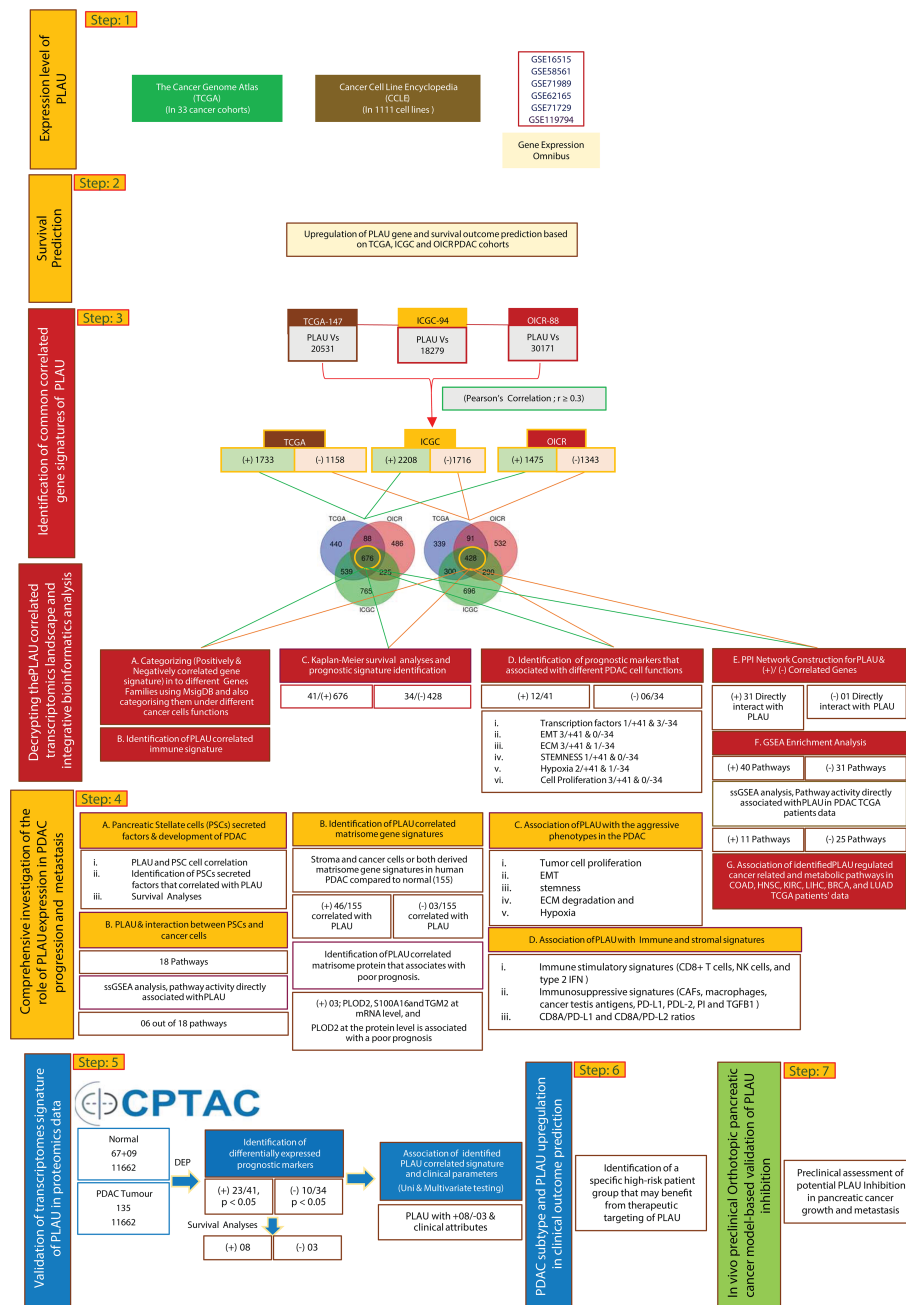 Step: 1
Expression level of
PLAU
The Cancer Genome Atlas
(TCGA)
(In 33 cancer cohorts)
Cancer Cell Line Encyclopedia
(CCLE)
(In 1111 cell lines )
GSE16515
GSE58561
GSE71989
GSE62165
GSE71729
GSE119794
Gene Expression
Omnibus
Step: 2
Survival
Prediction
Upregulation of PLAU gene and survival outcome prediction based
on TCGA, ICGC and OICR PDAC cohorts
Step: 3
Identification of common correlated
gene signatures of PLAU
TCGA-147
PLAU Vs
20531
ICGC-94
PLAU Vs
18279
OICR-88
PLAU Vs
30171
(Pearson's Correlation ; r ≥ 0.3)
TCGA
(+) 1733
(-) 1158
ICGC
(+) 2208
(-)1716
OICR
(+) 1475
(-)1343
TCGA
OICR
440
88
486
676
539
225
765
ICGC
TCGA
OICR
339
91
532
428
300
299
696
ICGC
Decrypting thePLAU correlated
transcriptomics landscape and
integrative bioinformatics analysis
A. Categorizing (Positively &
Negatively correlated gene
signature) in to different Genes
Families using MsigDB and also
categorising them under different
cancer cells functions
B. Identification of PLAU correlated
immune signature
C. Kaplan-Meier survival analyses and
prognostic signature identification
41/(+) 676
34/(-) 428
D. Identification of prognostic markers that
associated with different PDAC cell functions
(+) 12/41
(-) 06/34
i. Transcription factors 1/+41 & 3/-34
ii. EMT 3/+41 & 0/-34
iii. ECM 3/+41 & 1/-34
iv. STEMNESS 1/+41 & 0/-34
v. Hypoxia 2/+41 & 1/-34
vi. Cell Proliferation 3/+41 & 0/-34
E. PPI Network Construction for PLAU &
(+)/ (-) Correlated Genes
(+) 31 Directly
interact with
PLAU
(-) 01 Directly
interact with PLAU
F. GSEA Enrichment Analysis
(+) 40 Pathways
(-) 31 Pathways
ssGSEA analysis, Pathway activity directly
associated withPLAU in PDAC TCGA
patients data
(+) 11 Pathways
(-) 25 Pathways
G. Association of identifiedPLAU regulated
cancer related and metabolic pathways in
COAD, HNSC, KIRC, LIHC, BRCA, and LUAD
TCGA patients' data
Step: 4
Comprehensive investigation of the
role of PLAU expression in PDAC
progression and metastasis
A. Pancreatic Stellate cells (PSCs) secreted
factors & development of PDAC
i. PLAU and PSC cell correlation
ii. Identification of PSCs secreted
factors that correlated with PLAU
iii. Survival Analyses
B. PLAU & interaction between PSCs and
cancer cells
18 Pathways
ssGSEA analysis, pathway activity directly
associated withPLAU
06 out of 18 pathways
B. Identification of PLAU correlated
matrisome gene signatures
Stroma and cancer cells or both derived
matrisome gene signatures in human
PDAC compared to normal (155)
(+) 46/155
correlated with
PLAU
(-) 03/155
correlated with
PLAU
Identification of PLAU correlated
matrisome protein that associates with
poor prognosis.
(+) 03; PLOD2, S100A16and TGM2 at
mRNA level, and
PLOD2 at the protein level is associated
with a poor prognosis
C. Association of PLAU with the aggressive
phenotypes in the PDAC
i. Tumor cell proliferation
ii. EMT
iii. stemness
iv. ECM degradation and
v. Hypoxia
D. Association of PLAU with Immune and stromal signatures
i. Immune stimulatory signatures (CD8+ T cells, NK cells, and
type 2 IFN )
ii. Immunosuppressive signatures (CAFs, macrophages,
cancer testis antigens, PD-L1, PDL-2, PI and TGFB1 )
iii. CD8A/PD-L1 and CD8A/PD-L2 ratios
Step: 5
Validation of transcriptomes signature
of PLAU in proteomics data
CPTAC
Normal
67+09
11662
PDAC Tumour
135
11662
DEP
Identification of
differentially expressed
prognostic markers
(+) 23/41,
p < 0.05
(-) 10/34
p < 0.05
Survival Analyses
(+) 08
(-) 03
Association of identified
PLAU correlated signature
and clinical parameters
(Uni & Multivariate testing)
PLAU with +08/-03 &
clinical attributes
Step: 6
PDAC subtype and PLAU upregulation
in clinical outcome prediction
Identification of a
specific high-risk patient
group that may benefit
from therapeutic
targeting of PLAU
Step: 7
In vivo preclinical Orthotopic pancreatic
cancer model-based validation of PLAU
inhibition
Preclinical assessment of
potential PLAU Inhibition
in pancreatic cancer
growth and metastasis